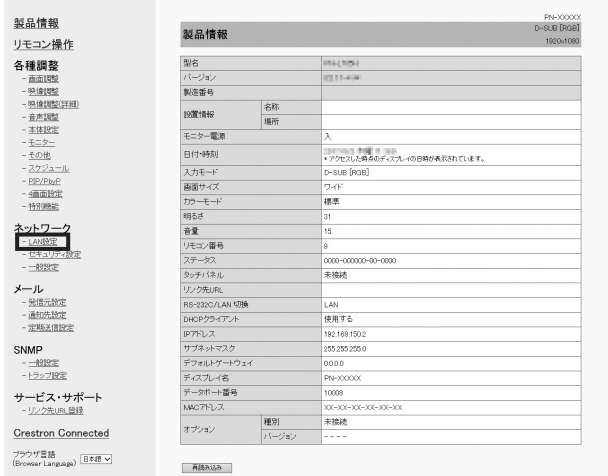 製品情報
リモコン操作
各種調整
- 画面調整
- 映像調整
- 映像調整(詳細)
- 音声調整
- 本体設定
- モニター
- その他
- スケジュール
- PIP/PbyP
- 4画面設定
- 特別機能
ネットワーク
- LAN設定
- セキュリティ設定
- 一般設定
メール
- 発信元設定
- 通知先設定
- 定期送信設定
SNMP
- 一般設定
- トラップ設定
サービス・サポート
- リンク先URL登録
Crestron Connected
ブラウザ言語
(Browser Language) 日本語
PN-XXXXX
製品情報 D-SUB [RGB]
1920x1080
型名
バージョン
製造番号
設置情報 名称
場所
モニター電源 入
日付・時刻
* アクセスした時点のディスプレイの日時が表示されています。
入力モード D-SUB [RGB]
画面サイズ ワイド
カラーモード 標準
明るさ 31
音量 15
リモコン番号 9
ステータス 0000-000000-00-0000
タッチパネル 未接続
リンク先URL
RS-232C/LAN 切換 LAN
DHCPクライアント 使用する
IPアドレス 192.168.150.2
サブネットマスク 255.255.255.0
デフォルトゲートウェイ 0.0.0.0
ディスプレイ名 PN-XXXXX
データポート番号 10008
MACアドレス XX-XX-XX-XX-XX-XX
オプション 種別 未接続
バージョン ----
再読み込み